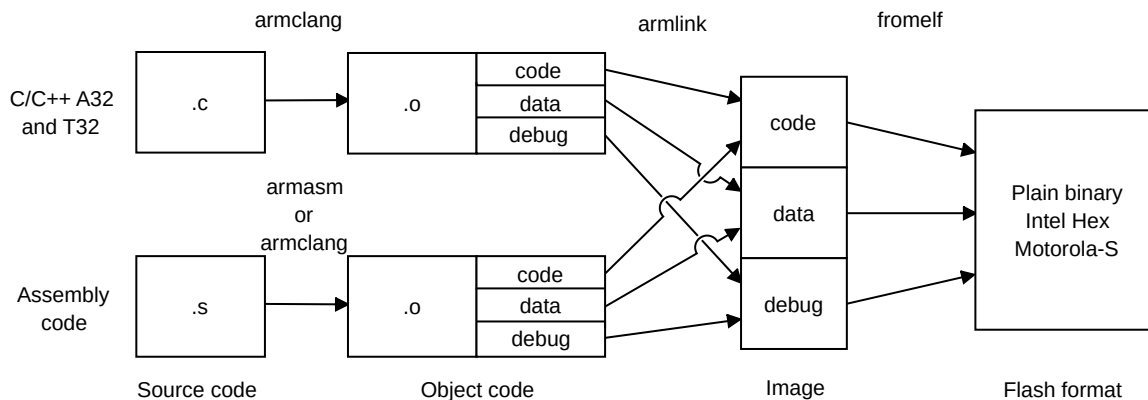 armclang
armlink
fromelf
C/C++ A32
and T32
.c
.o
code
data
debug
armasm
or
armclang
Assembly
code
.s
.o
code
data
debug
code
data
debug
Plain binary
Intel Hex
Motorola-S
Source code
Object code
Image
Flash format